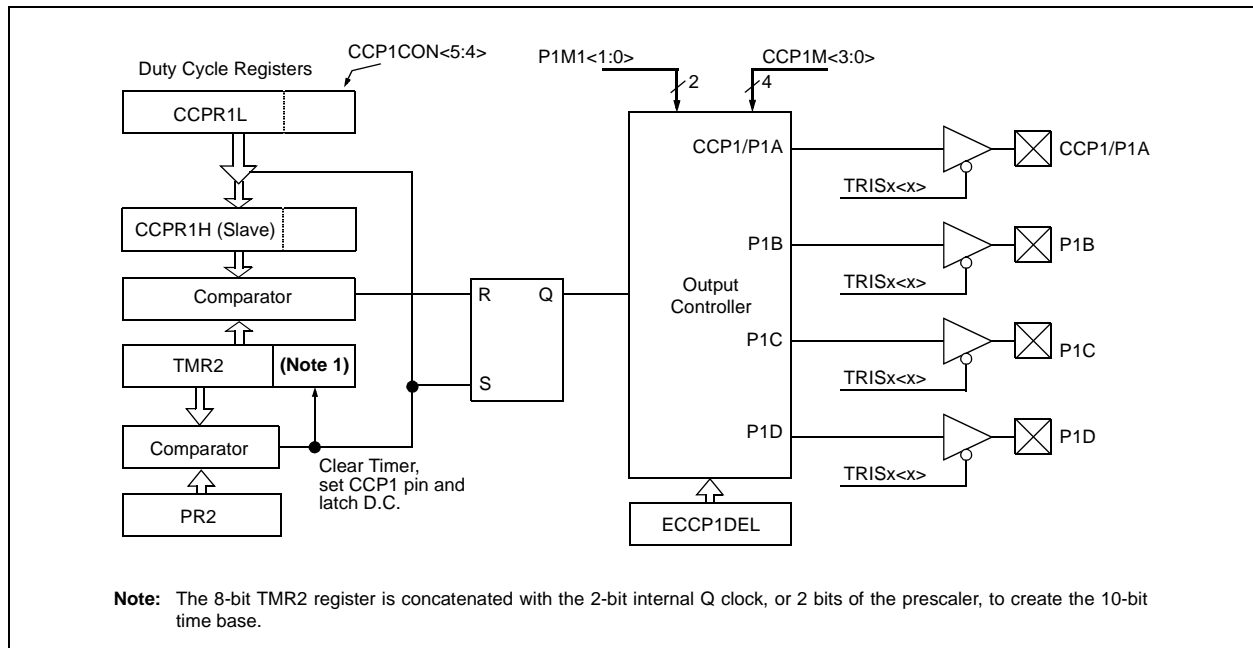 CCP1CON<5:4>
Duty Cycle Registers
CCPR1L
CCPR1H (Slave)
Comparator
TMR2
(Note 1)
Comparator
PR2
Clear Timer,
set CCP1 pin and
latch D.C.
R
Q
S
P1M1<1:0>
2
CCP1M<3:0>
4
CCP1/P1A
P1B
Output
Controller
P1C
P1D
ECCP1DEL
TRISx<x>
CCP1/P1A
TRISx<x>
P1B
TRISx<x>
P1C
TRISx<x>
P1D
Note: The 8-bit TMR2 register is concatenated with the 2-bit internal Q clock, or 2 bits of the prescaler, to create the 10-bit
time base.